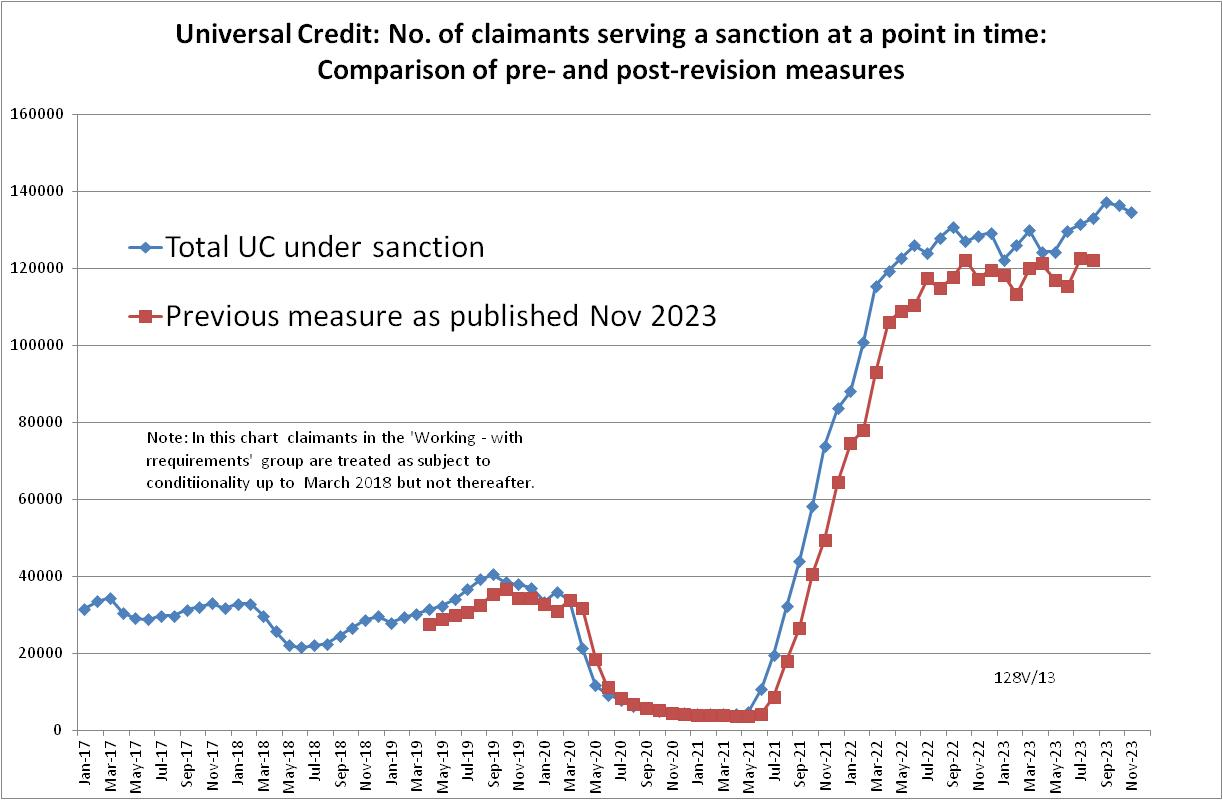 Universal Credit: No. of claimants serving a sanction at a point in time:
Comparison of pre- and post-revision measures
160000
140000
120000
100000
80000
60000
40000
20000
0
Total UC under sanction
Previous measure as published Nov 2023
Note: In this chart claimants in the 'Working - with
rrequirements' group are treated as subject to
conditiionality up to March 2018 but not thereafter.
128V/13
Jan-17
Mar-17
May-17
Jul-17
Sep-17
Nov-17
Jan-18
Mar-18
May-18
Jul-18
Sep-18
Nov-18
Jan-19
Mar-19
May-19
Jul-19
Sep-19
Nov-19
Jan-20
Mar-20
May-20
Jul-20
Sep-20
Nov-20
Jan-21
Mar-21
May-21
Jul-21
Sep-21
Nov-21
Jan-22
Mar-22
May-22
Jul-22
Sep-22
Nov-22
Jan-23
Mar-23
May-23
Jul-23
Sep-23
Nov-23